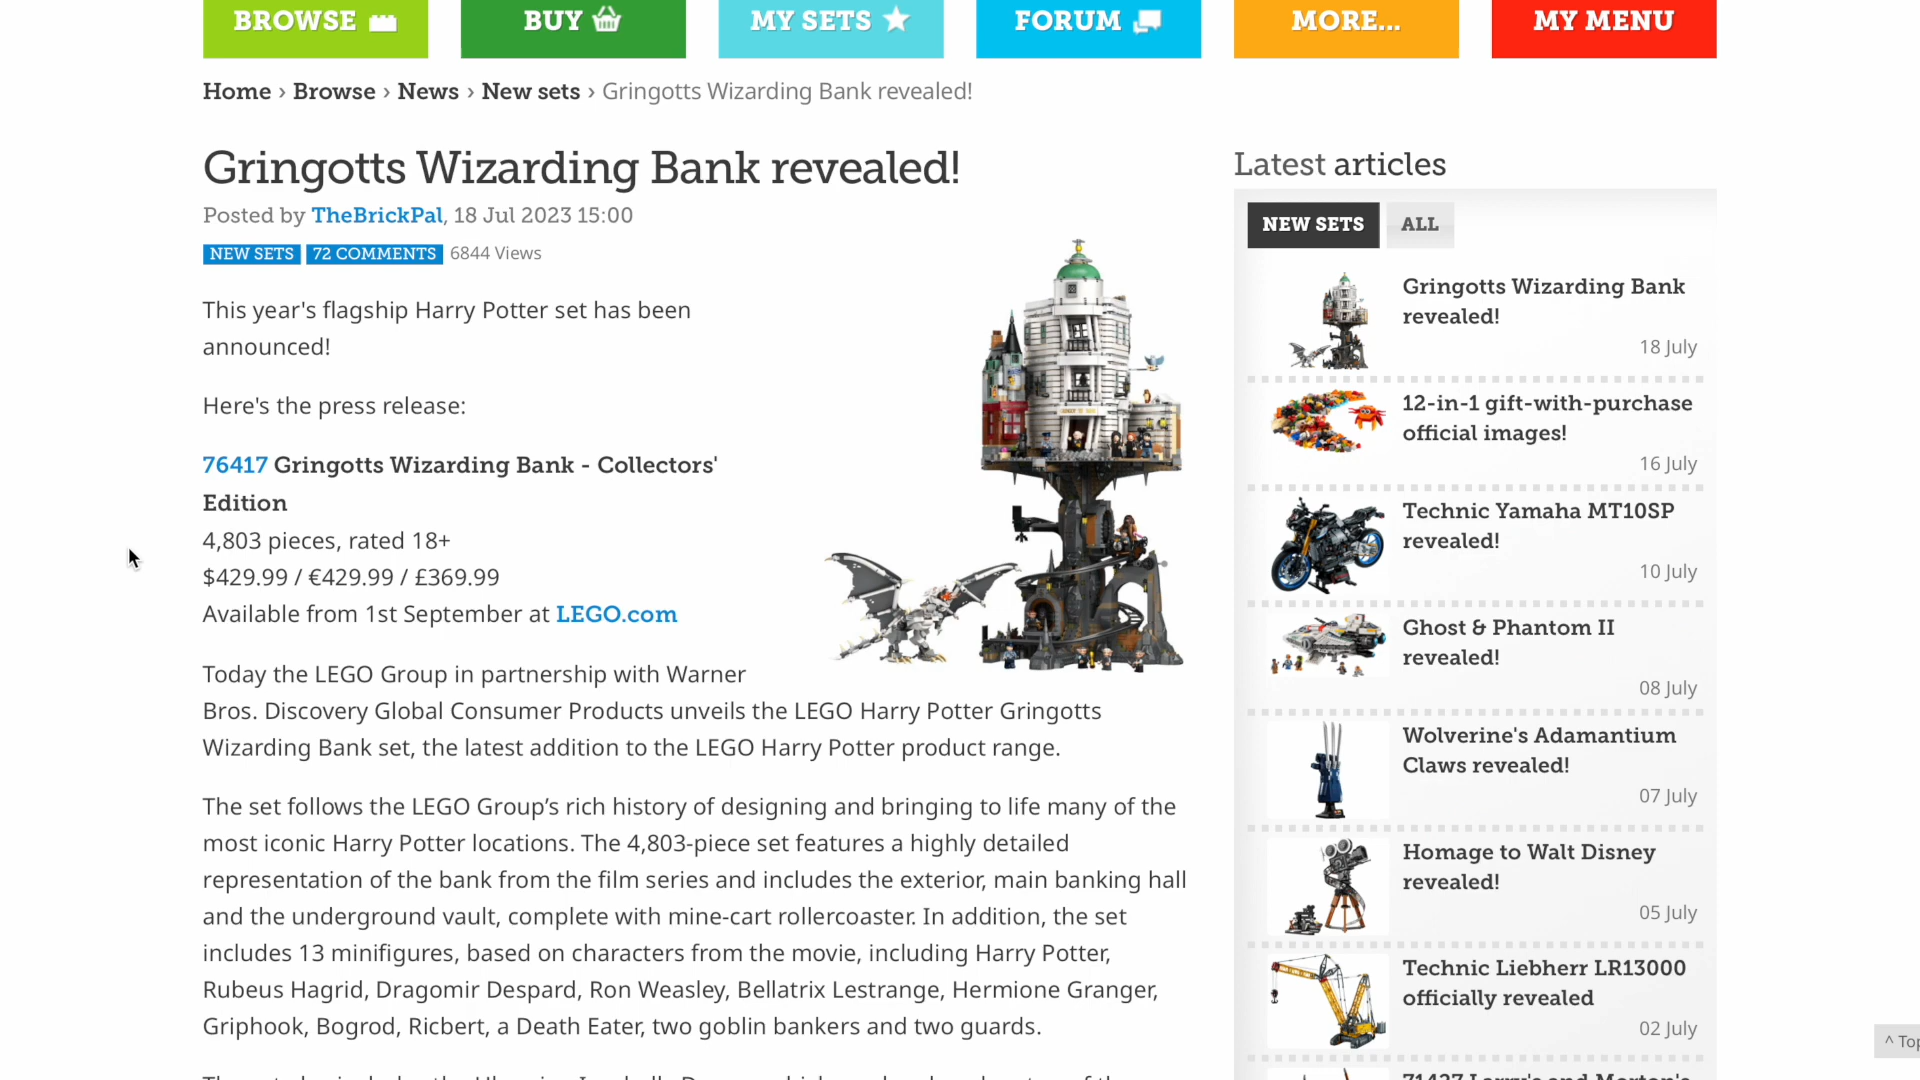 BROWSE
BUY
MY SETS
FORUM
MORE...
MY MENU
Home › Browse › News › New sets › Gringotts Wizarding Bank revealed!
Gringotts Wizarding Bank revealed!
Posted by TheBrickPal, 18 Jul 2023 15:00
NEW SETS 72 COMMENTS 6844 Views
This year's flagship Harry Potter set has been
announced!
Here's the press release:
76417 Gringotts Wizarding Bank - Collectors'
Edition
4,803 pieces, rated 18+
$429.99 / €429.99 / £369.99
Available from 1st September at LEGO.com
Today the LEGO Group in partnership with Warner
Bros. Discovery Global Consumer Products unveils the LEGO Harry Potter Gringotts
Wizarding Bank set, the latest addition to the LEGO Harry Potter product range.
The set follows the LEGO Group’s rich history of designing and bringing to life many of the
most iconic Harry Potter locations. The 4,803-piece set features a highly detailed
representation of the bank from the film series and includes the exterior, main banking hall
and the underground vault, complete with mine-cart rollercoaster. In addition, the set
includes 13 minifigures, based on characters from the movie, including Harry Potter,
Rubeus Hagrid, Dragomir Despard, Ron Weasley, Bellatrix Lestrange, Hermione Granger,
Griphook, Bogrod, Ricbert, a Death Eater, two goblin bankers and two guards.
Latest articles
NEW SETS
ALL
Gringotts Wizarding Bank
revealed!
18 July
12-in-1 gift-with-purchase
official images!
16 July
Technic Yamaha MT10SP
revealed!
10 July
Ghost & Phantom II
revealed!
08 July
Wolverine's Adamantium
Claws revealed!
07 July
Homage to Walt Disney
revealed!
05 July
Technic Liebherr LR13000
officially revealed
02 July
^ Top